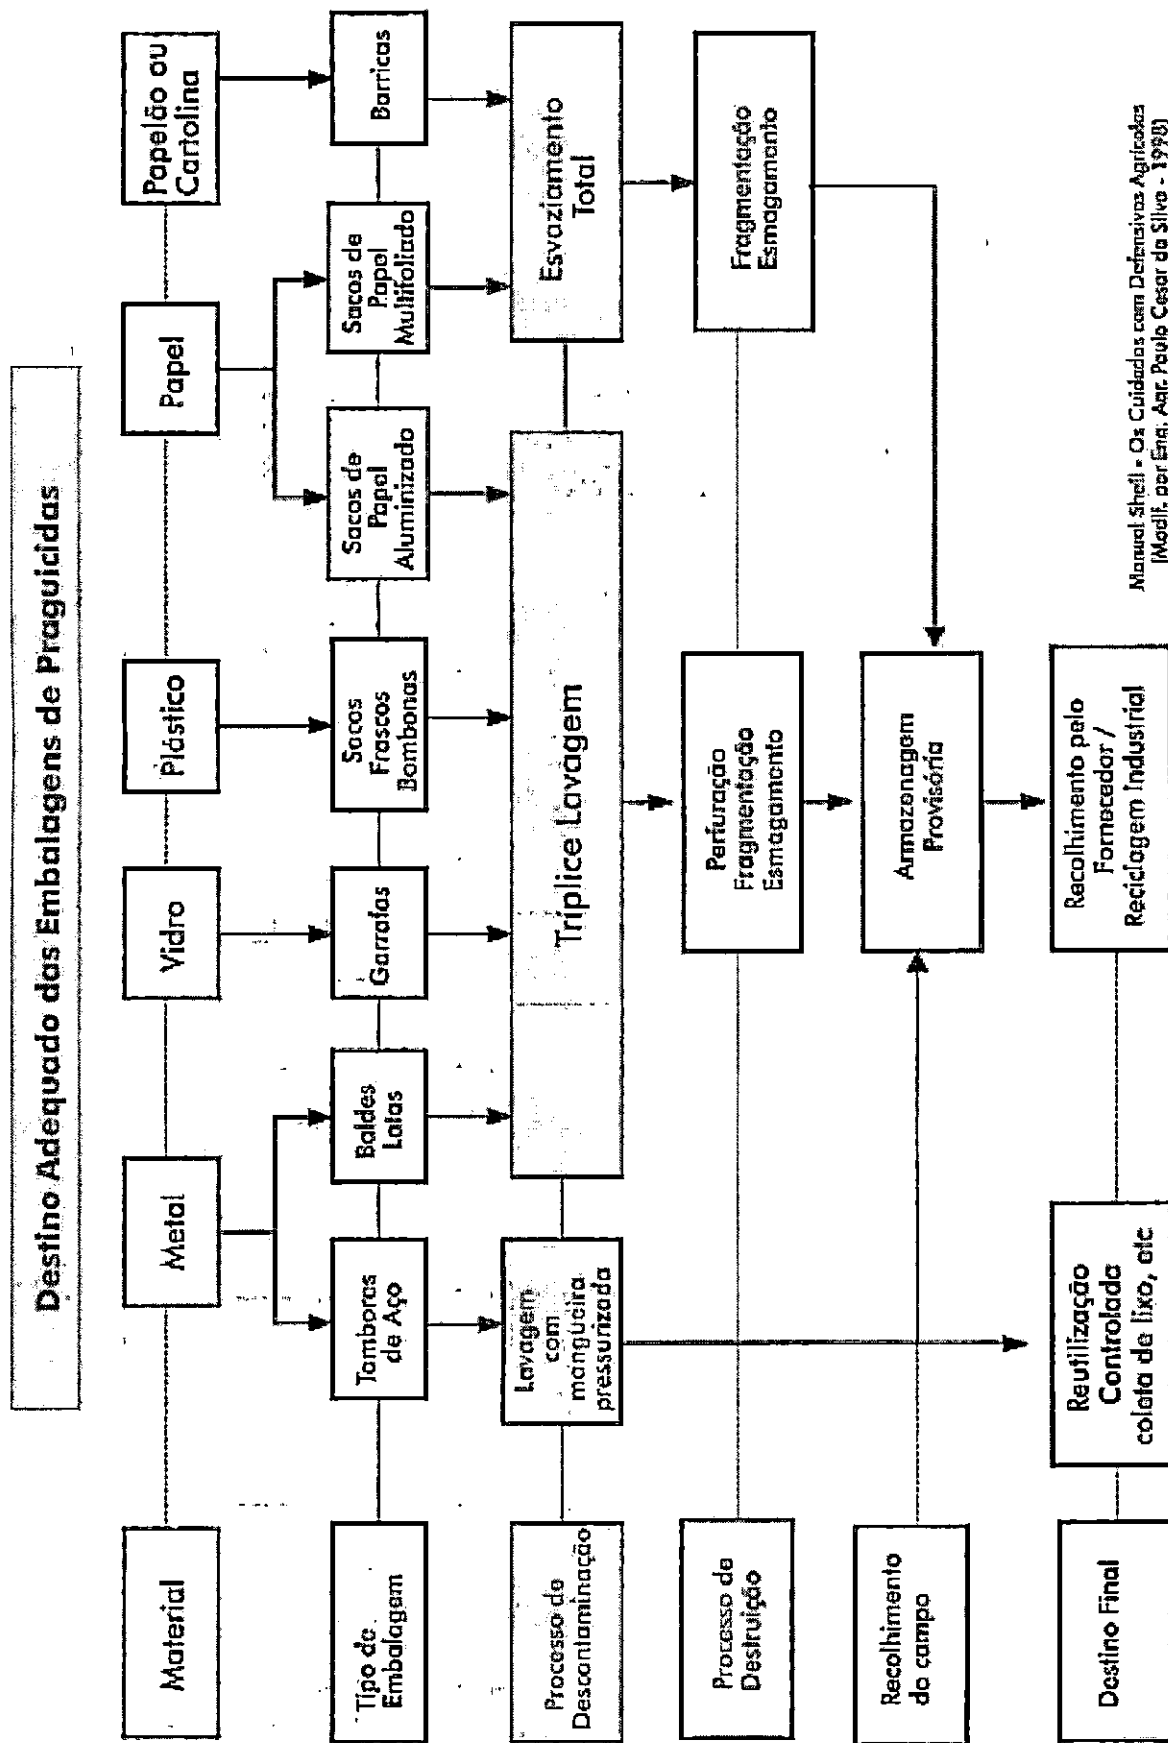 Destino Adequado das Embalagens de Praguicidas
Material
Metal
Vidro
Plástico
Papel
Papelão ou
Cartolina
Tipo de
Embalagem
Tambores
de Aço
Baldes
Latas
Garrafas
Sacos
Frascos
Bombonas
Sacos de
Papel
Aluminizado
Sacos de
Papel
Multifoliado
Barricas
Processo de
Descontaminação
Lavagem
com
mangüeira
pressurizada
Tríplice Lavagem
Esvaziamento
Total
Processo de
Destruição
Perfuração
Fragmentação
Esmagamento
Fragmentação
Esmagamento
Recolhimento
do campo
Armazenagem
Provisória
Destino Final
Reutilização
Controlada
coleta de lixo, etc
Recolhimento pelo
Fornecedor /
Reciclagem Industrial
Manual Shell - Os Cuidados com Defensivos Agrícolas
(Modif. por Eng. Agr. Paulo Cesar da Silva - 1998)